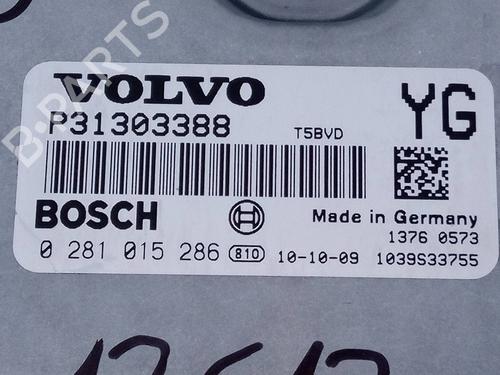 B-PARTS
VOLVO
YG
P31303388
T5BVD
BOSCH
Made in Germany
1376 0573
0 281 015 286 810 10-10-09 1039S33755